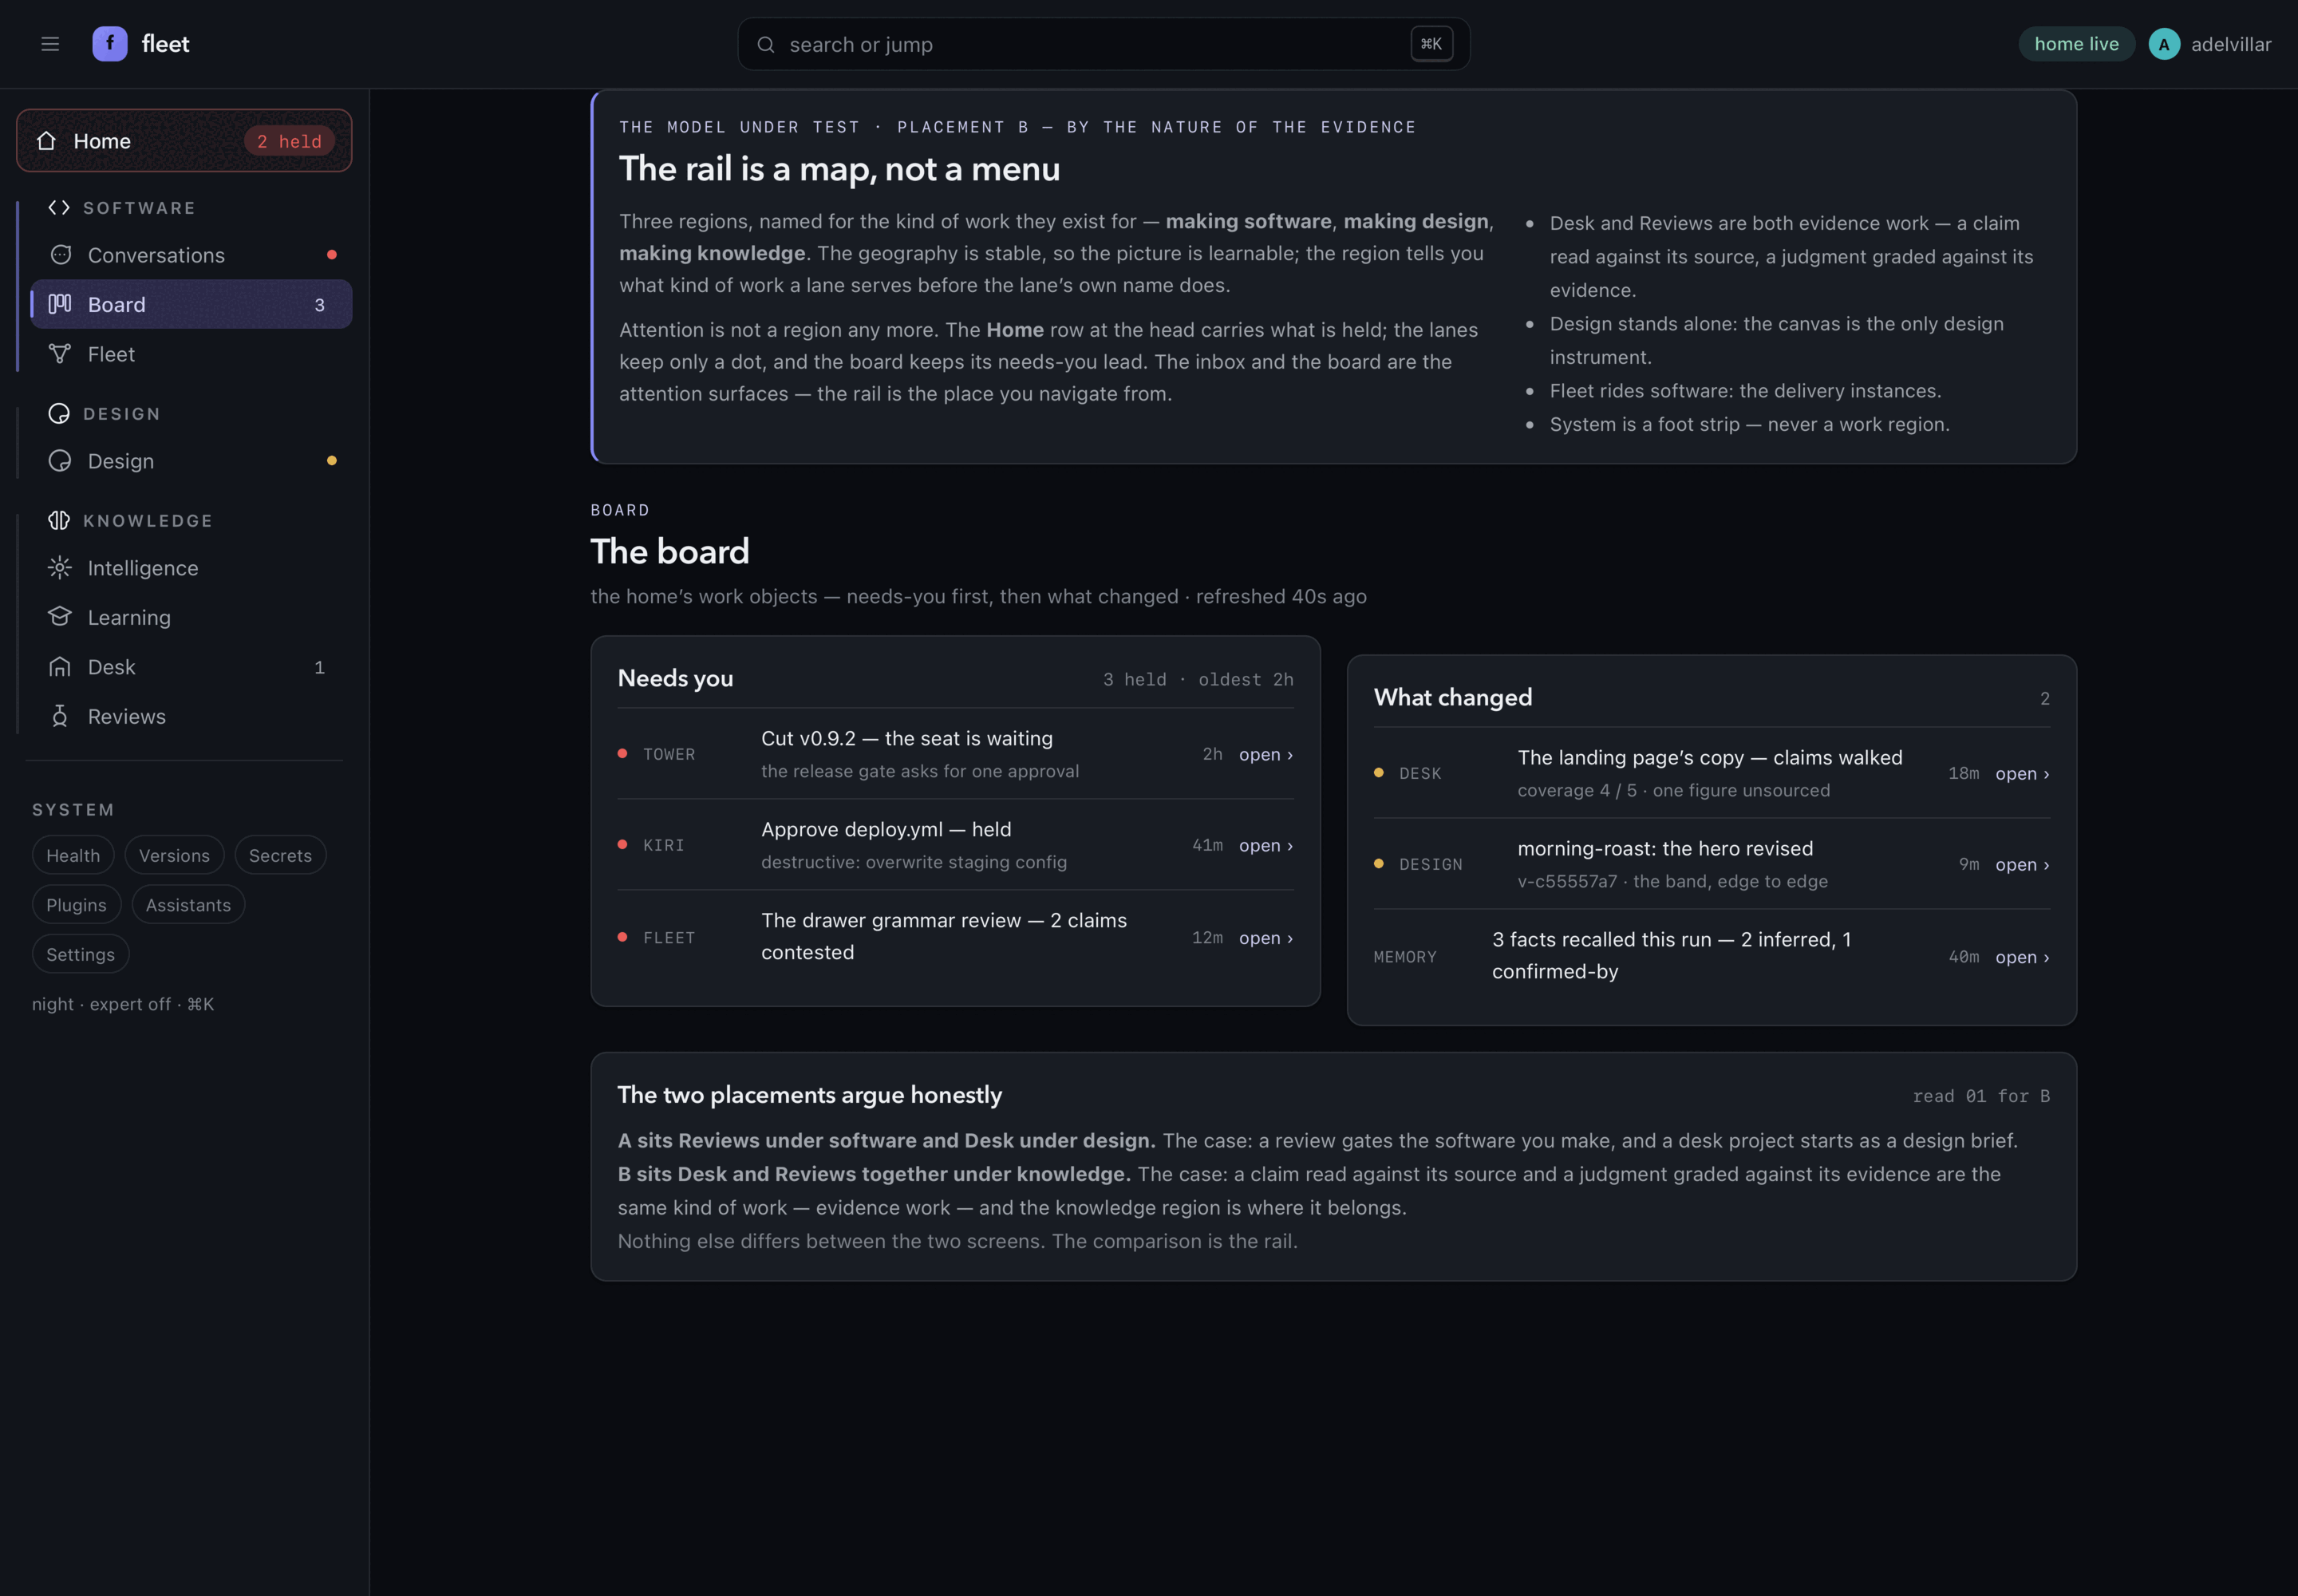 f fleet
search or jump ⌘K
home live A adelvillar
Home 2 held
SOFTWARE
Conversations
Board 3
Fleet
DESIGN
Design
KNOWLEDGE
Intelligence
Learning
Desk 1
Reviews
SYSTEM
Health Versions Secrets
Plugins Assistants
Settings
night · expert off · ⌘K
THE MODEL UNDER TEST · PLACEMENT B — BY THE NATURE OF THE EVIDENCE
The rail is a map, not a menu
Three regions, named for the kind of work they exist for — making software, making design,
making knowledge. The geography is stable, so the picture is learnable; the region tells you
what kind of work a lane serves before the lane’s own name does.
Attention is not a region any more. The Home row at the head carries what is held; the lanes
keep only a dot, and the board keeps its needs-you lead. The inbox and the board are the
attention surfaces — the rail is the place you navigate from.
• Desk and Reviews are both evidence work — a claim
read against its source, a judgment graded against its
evidence.
• Design stands alone: the canvas is the only design
instrument.
• Fleet rides software: the delivery instances.
• System is a foot strip — never a work region.
BOARD
The board
the home’s work objects — needs-you first, then what changed · refreshed 40s ago
Needs you 3 held · oldest 2h
TOWER Cut v0.9.2 — the seat is waiting 2h open ›
the release gate asks for one approval
KIRI Approve deploy.yml — held 41m open ›
destructive: overwrite staging config
FLEET The drawer grammar review — 2 claims 12m open ›
contested
What changed 2
DESK The landing page’s copy — claims walked 18m open ›
coverage 4 / 5 · one figure unsourced
DESIGN morning-roast: the hero revised 9m open ›
v-c55557a7 · the band, edge to edge
MEMORY 3 facts recalled this run — 2 inferred, 1 40m open ›
confirmed-by
The two placements argue honestly read 01 for B
A sits Reviews under software and Desk under design. The case: a review gates the software you make, and a desk project starts as a design brief.
B sits Desk and Reviews together under knowledge. The case: a claim read against its source and a judgment graded against its evidence are the
same kind of work — evidence work — and the knowledge region is where it belongs.
Nothing else differs between the two screens. The comparison is the rail.